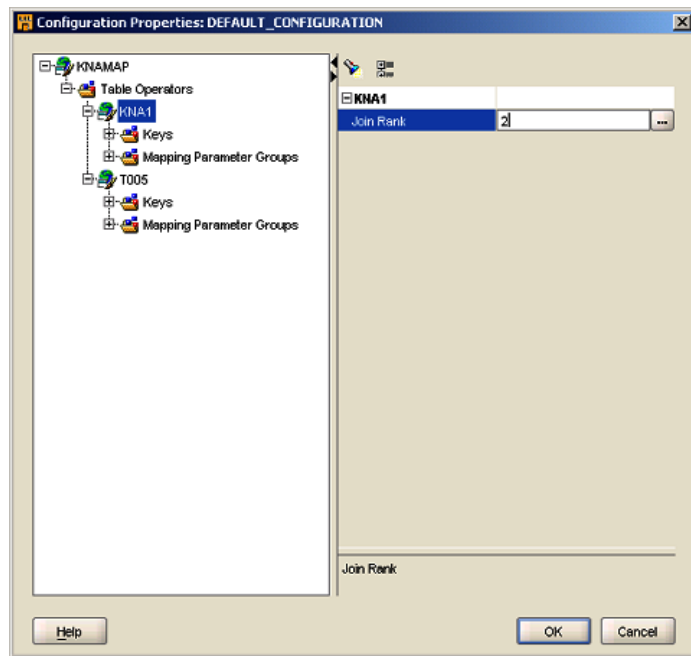 Configuration Properties: DEFAULT_CONFIGURATION
KNAMAP
Table Operators
KNA1
Keys
Mapping Parameter Groups
T005
Keys
Mapping Parameter Groups
KNA1
Join Rank 2 ...
Join Rank
Help OK Cancel